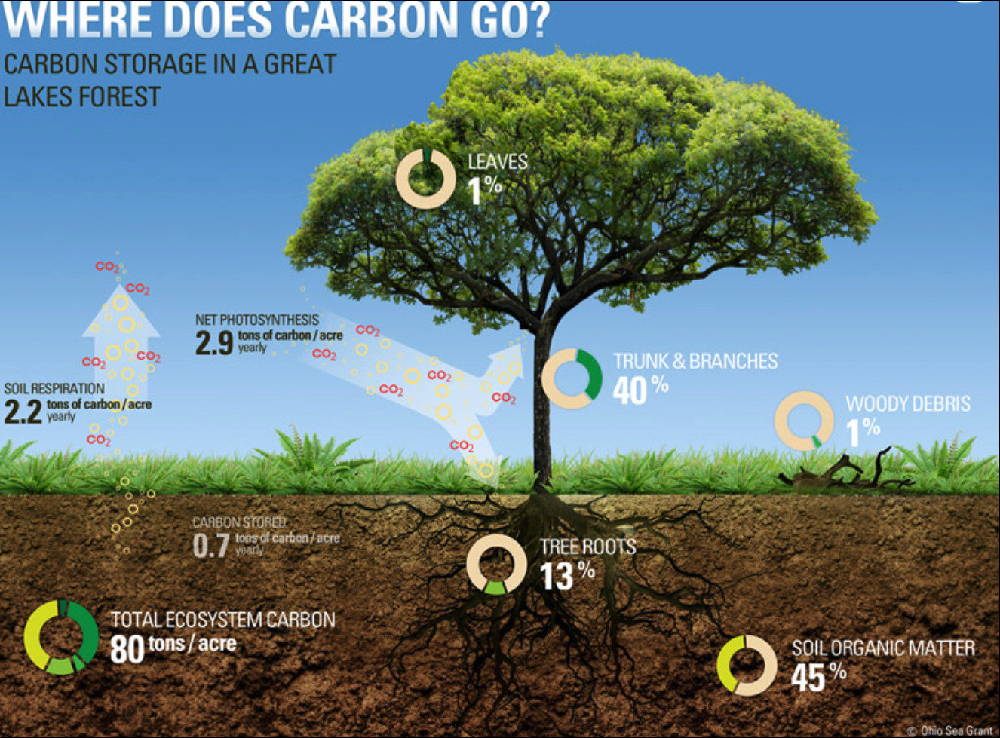 WHERE DOES CARBON GO?
CARBON STORAGE IN A GREAT
LAKES FOREST
LEAVES
1%
CO2
CO2
NET PHOTOSYNTHESIS
2.9 tons of carbon / acre
yearly
CO2
CO2
CO2
CO2
CO2
CO2
CO2
TRUNK & BRANCHES
40%
SOIL RESPIRATION
2.2 tons of carbon / acre
yearly
CO2
CO2
WOODY DEBRIS
1%
CARBON STORED
0.7 tons of carbon / acre
yearly
TREE ROOTS
13%
TOTAL ECOSYSTEM CARBON
80 tons / acre
SOIL ORGANIC MATTER
45%
© Ohio Sea Grant